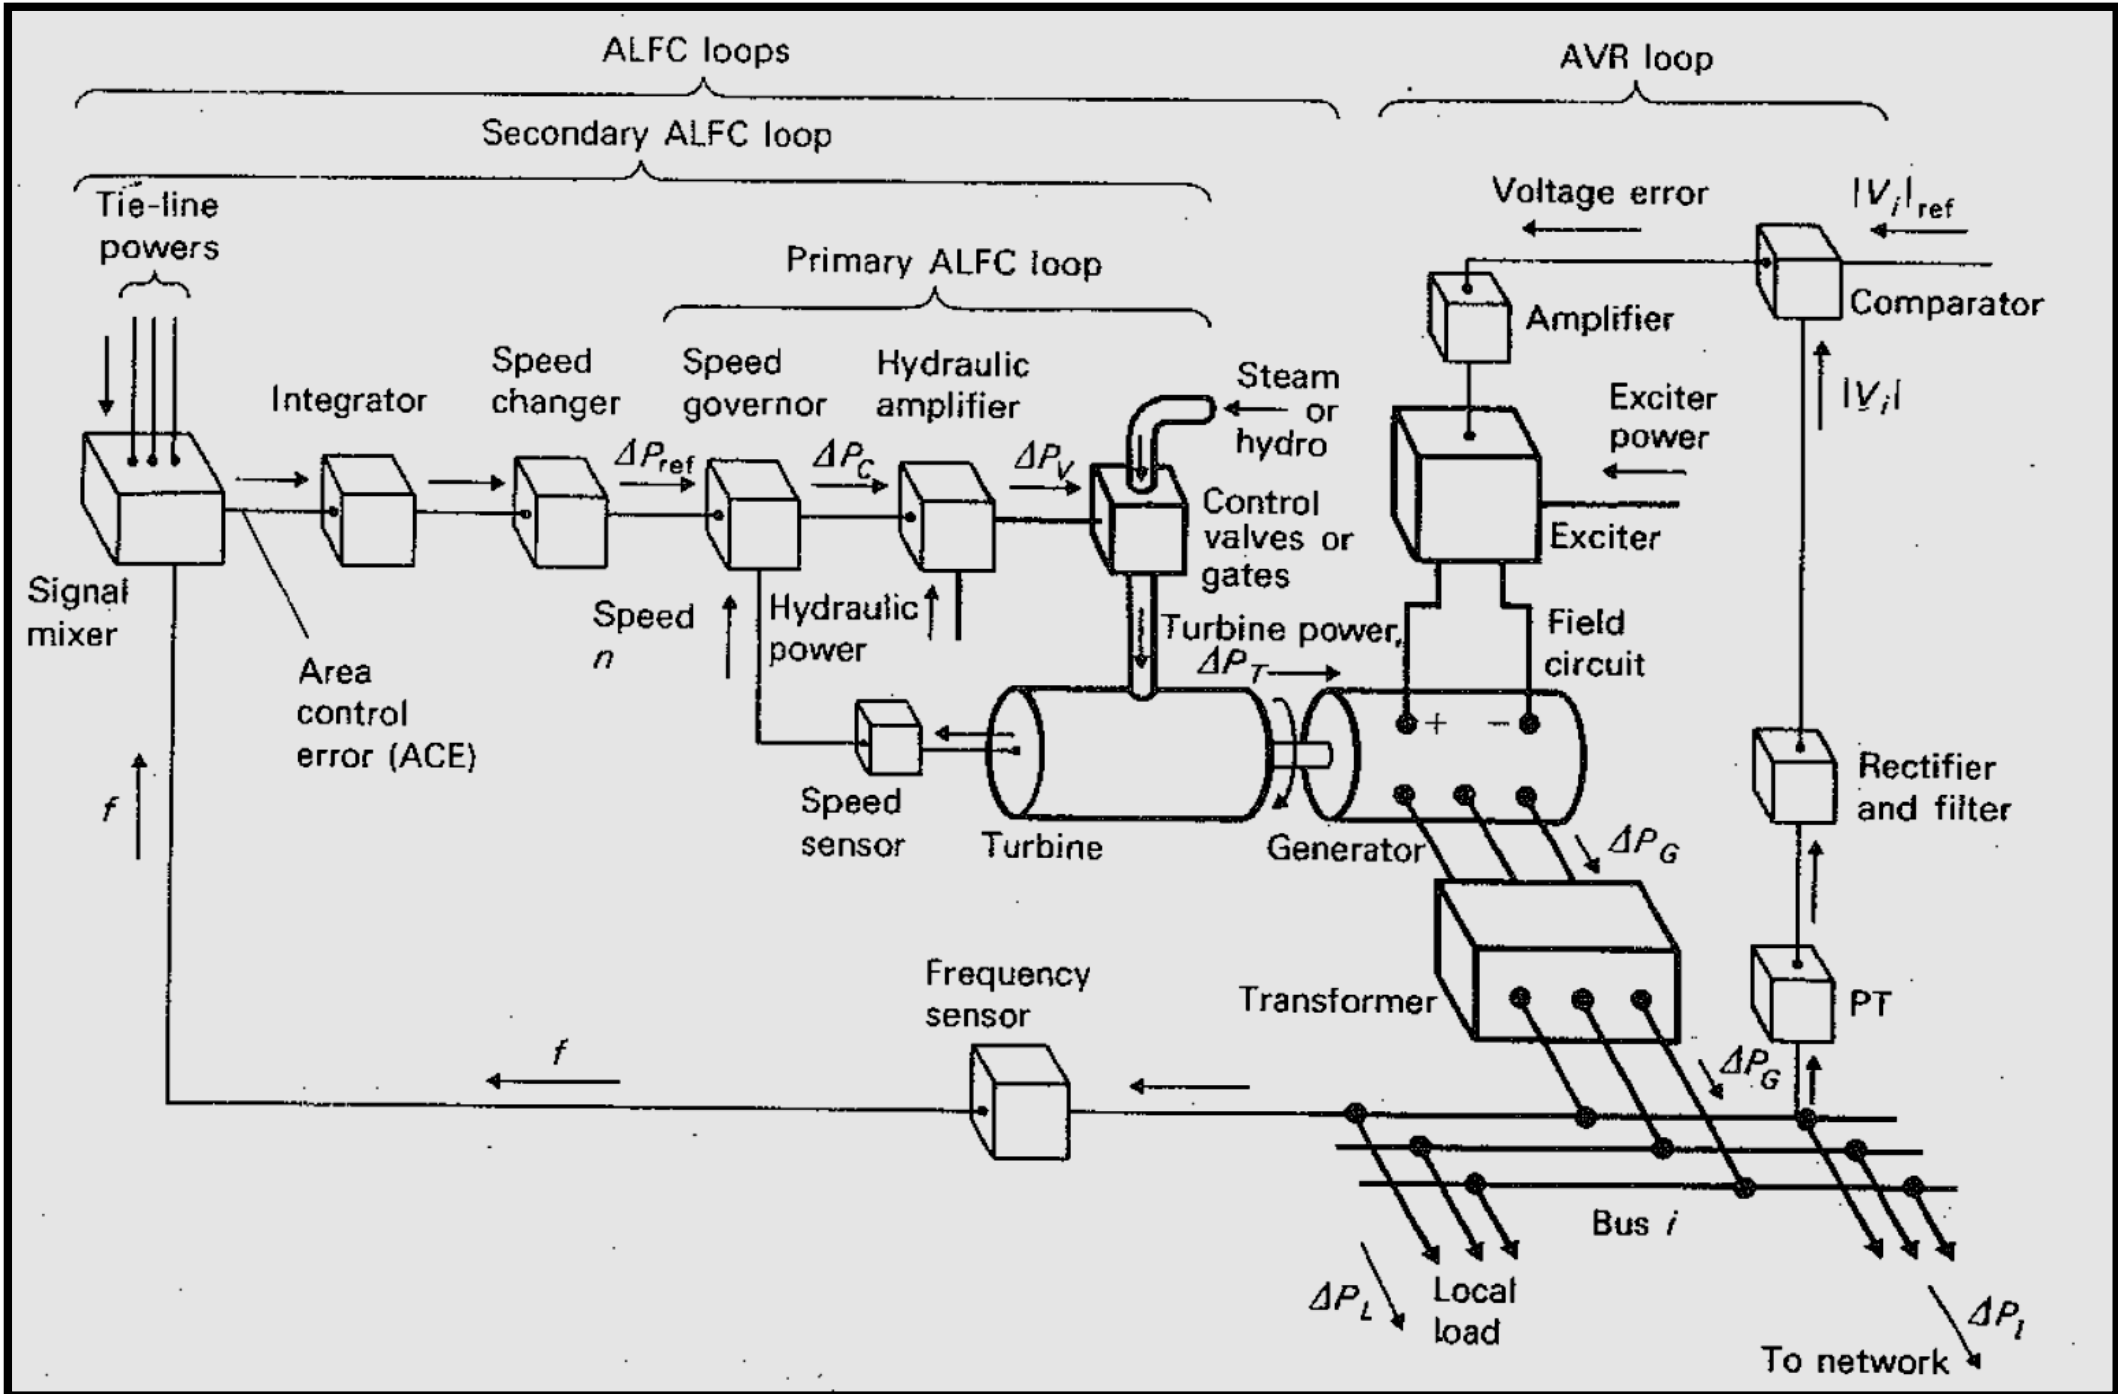 ALFC loops
AVR loop
Secondary ALFC loop
Tie-line
powers
Voltage error
|V_i|_ref
Primary ALFC loop
Comparator
Amplifier
Speed
changer
Speed
governor
Hydraulic
amplifier
Steam
or
hydro
Integrator
Exciter
power
|V_i|
ΔP_ref
ΔP_C
ΔP_V
Control
valves or
gates
Exciter
Signal
mixer
Speed
n
Hydraulic
power
Turbine power,
ΔP_T
Field
circuit
Area
control
error (ACE)
+ −
f
Speed
sensor
Turbine
Generator
ΔP_G
Rectifier
and filter
Frequency
sensor
Transformer
PT
f
ΔP_G
Bus i
ΔP_L
Local
load
ΔP_l
To network